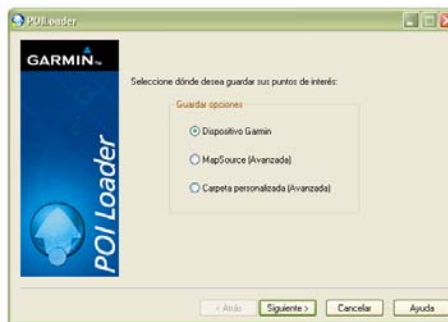 POI Loader
GARMIN
POI Loader
Seleccione dónde desea guardar sus puntos de interés:
Guardar opciones
Dispositivo Garmin
MapSource (Avanzada)
Carpeta personalizada (Avanzada)
< Atrás
Siguiente >
Cancelar
Ayuda